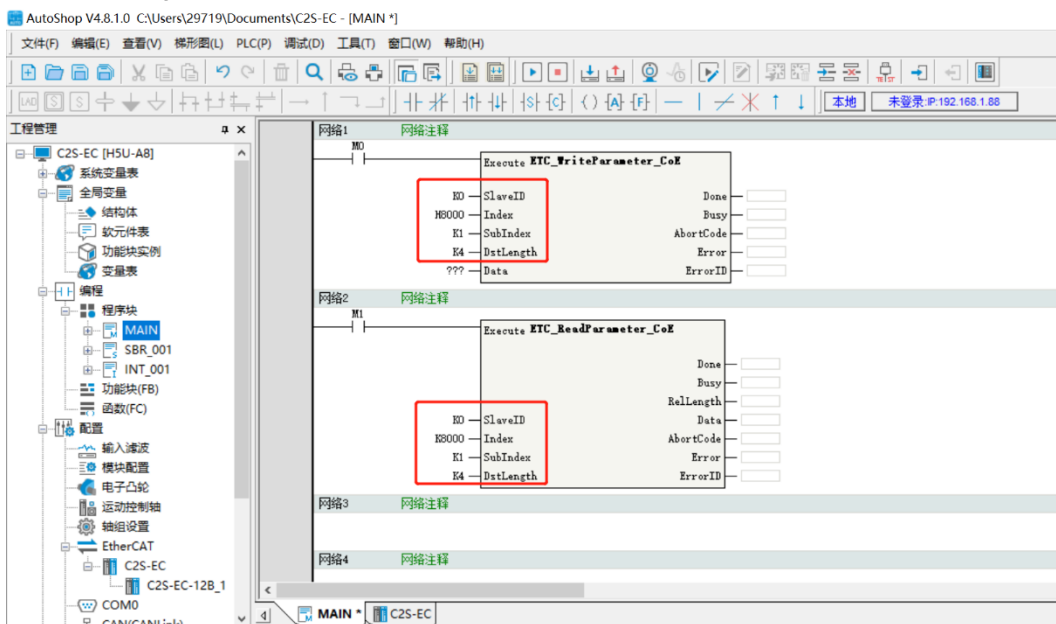 AutoShop V4.8.1.0 C:\Users\29719\Documents\C2S-EC - [MAIN *]
文件(F) 编辑(E) 查看(V) 梯形图(L) PLC(P) 调试(D) 工具(T) 窗口(W) 帮助(H)
LAD S S S C A F 本地 未登录:IP:192.168.1.88
工程管理
C2S-EC [H5U-A8]
系统变量表
全局变量
结构体
软元件表
功能块实例
变量表
编程
程序块
MAIN
SBR_001
INT_001
功能块(FB)
函数(FC)
配置
输入滤波
模块配置
电子凸轮
运动控制轴
轴组设置
EtherCAT
C2S-EC
C2S-EC-12B_1
COM0
CAN(CANLink)
网络1 网络注释
M0
Execute ETC_WriteParameter_CoE
K0 SlaveID Done
H8000 Index Busy
K1 SubIndex AbortCode
K4 DstLength Error
??? Data ErrorID
网络2 网络注释
M1
Execute ETC_ReadParameter_CoE
Done
Busy
RelLength
K0 SlaveID Data
K8000 Index AbortCode
K1 SubIndex Error
K4 DstLength ErrorID
网络3 网络注释
网络4 网络注释
MAIN * C2S-EC